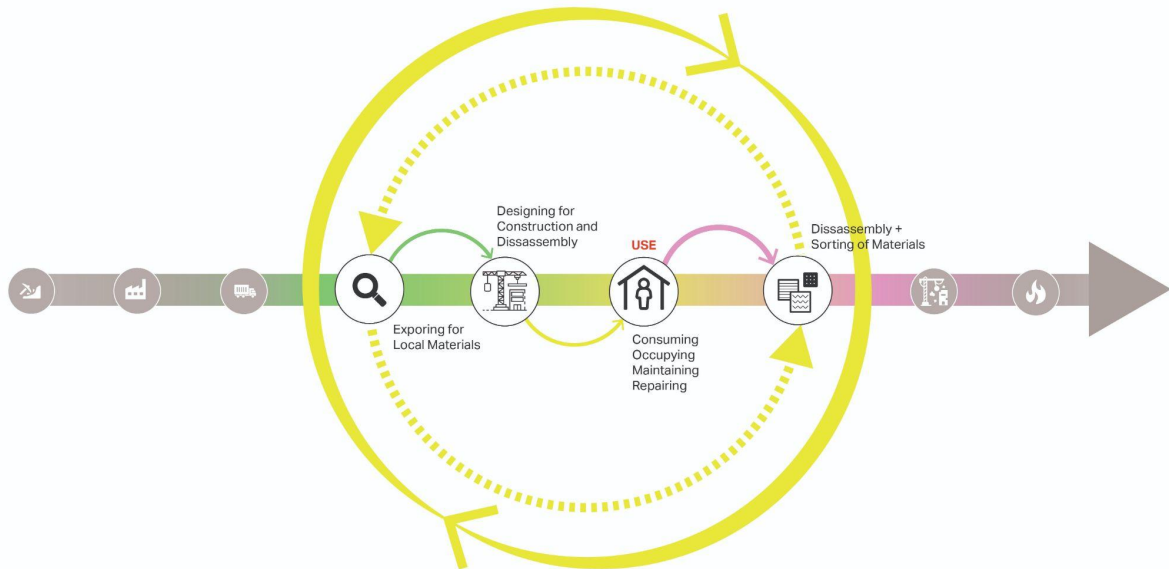 Exporing for
Local Materials
Designing for
Construction and
Dissassembly
USE
Consuming
Occupying
Maintaining
Repairing
Dissassembly +
Sorting of Materials